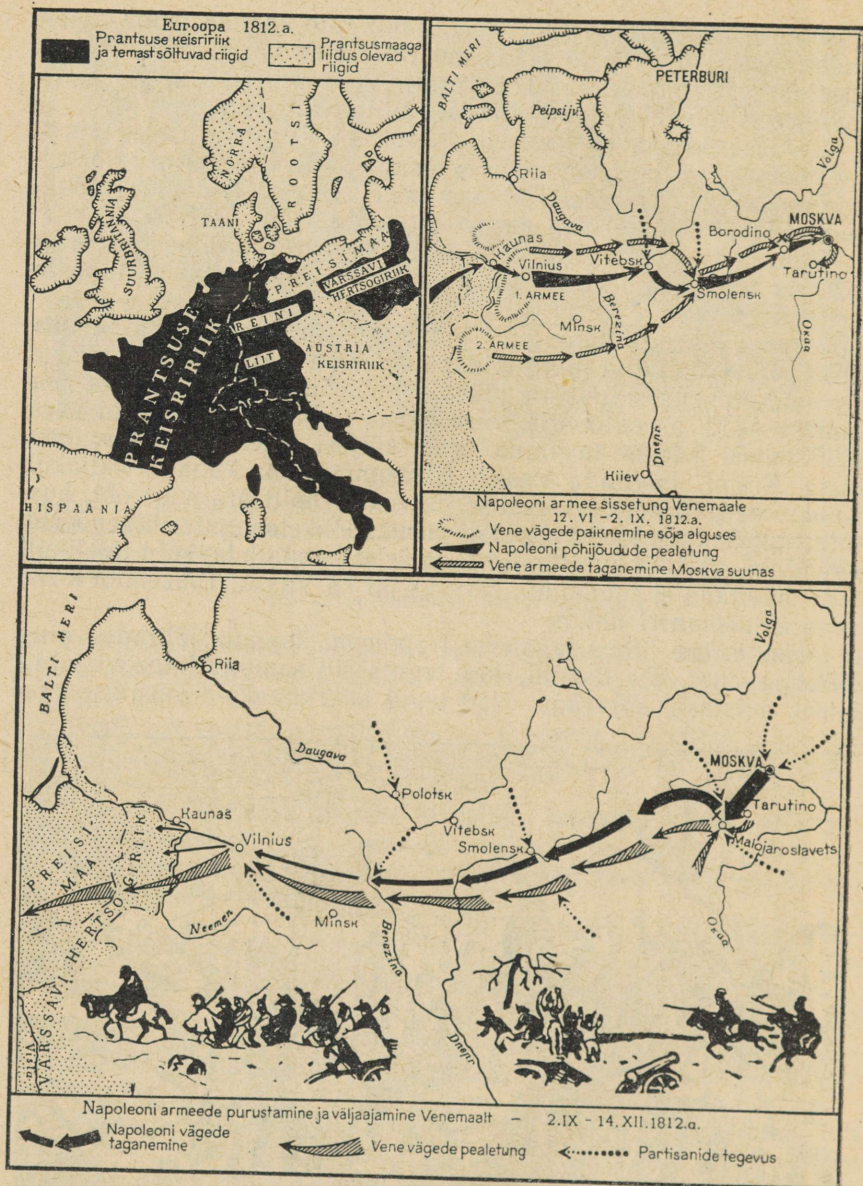 Euroopa 1812.a.
Prantsuse keisririik
ja temast sõltuvad riigid
Prantsusmaaga
liidus olevad
riigid
NORRA
ROOTSI
SUURBRITANNIA
TAANI
PREISIMAA
VARSSAVI
HERTSOGIRIIK
REINI
LIIT
AUSTRIA
KEISRIRIIK
PRANTSUSE
KEISRIRIIK
HISPAANIA
BALTI MERI
PETERBURI
Peipsi jv.
Riia
Daugava
Volga
Borodino
MOSKVA
Kaunas
Vilnius
Vitebsk
Tarutino
Smolensk
1. ARMEE
Minsk
Berezina
Okaa
2. ARMEE
Dnepr
Kiiev
Napoleoni armee sissetung Venemaale
12. VI - 2. IX. 1812.a.
Vene vägede paiknemine sõja alguses
Napoleoni põhijõudude pealetung
Vene armeede taganemine Moskva suunas
BALTI MERI
Riia
Volga
Daugava
MOSKVA
Polotsk
Tarutino
Kaunas
Vitebsk
Vilnius
Smolensk
Malojaroslavets
PREISI-
MAA
Minsk
Neemen
Berezina
Okaa
VARSSAVI HERTSOGIRIIK
Dnepr
Napoleoni armeede purustamine ja väljaajamine Venemaalt - 2.IX - 14.XII.1812.a.
Napoleoni vägede
taganemine
Vene vägede pealetung
Partisanide tegevus